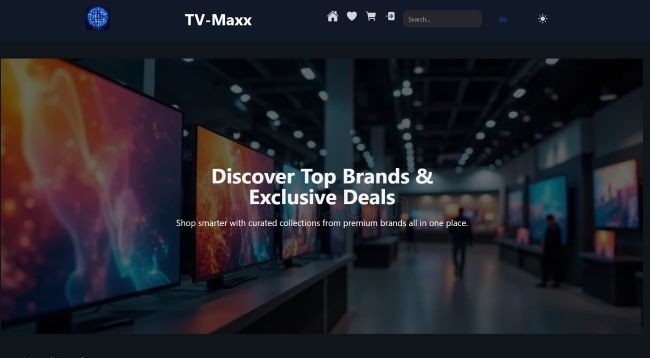 TV-Maxx
Search...
Go
Discover Top Brands &
Exclusive Deals
Shop smarter with curated collections from premium brands all in one place.